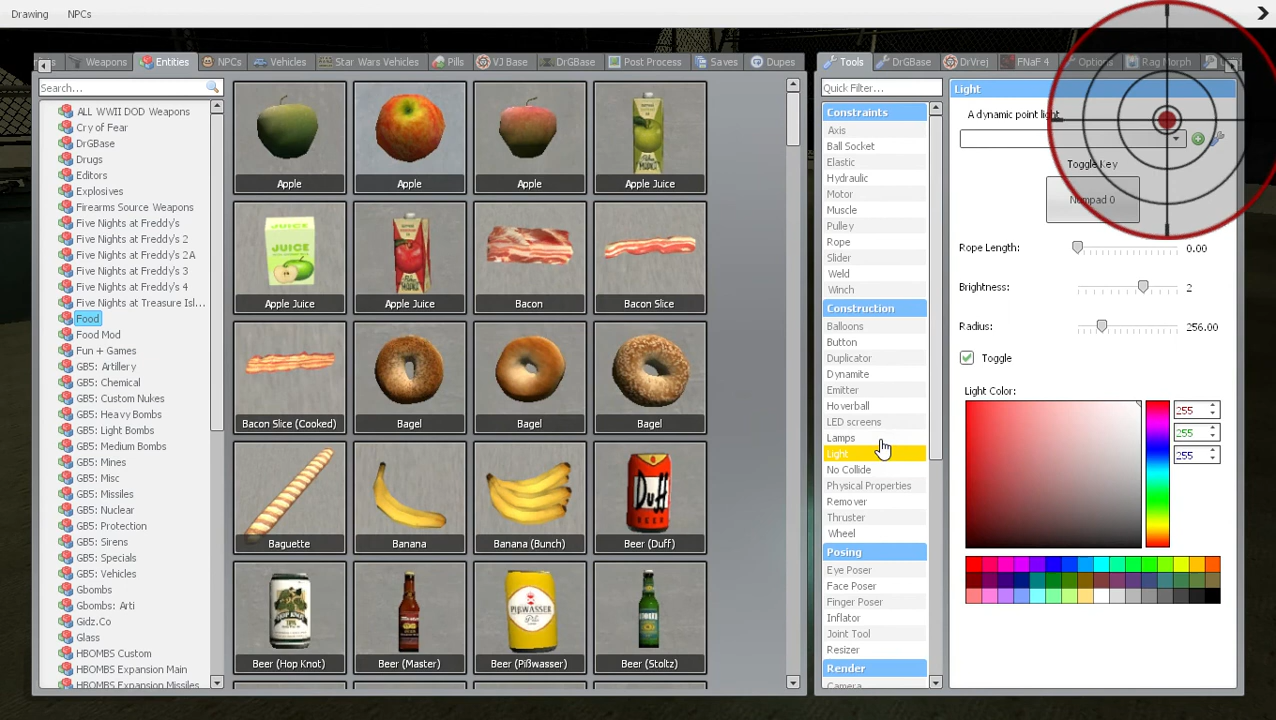 Drawing NPCs
Weapons Entities NPCs Vehicles Star Wars Vehicles Pills VJ Base DrGBase Post Process Saves Dupes
Search...
ALL WWII DOD Weapons
Cry of Fear
DrGBase
Drugs
Editors
Explosives
Firearms Source Weapons
Five Nights at Freddy's
Five Nights at Freddy's 2
Five Nights at Freddy's 2A
Five Nights at Freddy's 3
Five Nights at Freddy's 4
Five Nights at Treasure Isl...
Food
Food Mod
Fun + Games
GB5: Artillery
GB5: Chemical
GB5: Custom Nukes
GB5: Heavy Bombs
GB5: Light Bombs
GB5: Medium Bombs
GB5: Mines
GB5: Misc
GB5: Missiles
GB5: Nuclear
GB5: Protection
GB5: Sirens
GB5: Specials
GB5: Vehicles
Gbombs
Gbombs: Arti
Gidz.Co
Glass
HBOMBS Custom
HBOMBS Expansion Main
HBOMBS Expansion Missiles
Apple Apple Apple Apple Juice
Apple Juice Apple Juice Bacon Bacon Slice
Bacon Slice (Cooked) Bagel Bagel Bagel
Baguette Banana Banana (Bunch) Beer (Duff)
Beer (Hop Knot) Beer (Master) Beer (Pißwasser) Beer (Stoltz)
Tools DrGBase DrVrej FNaF 4 Options Rag Morph
Quick Filter...
Constraints
Axis
Ball Socket
Elastic
Hydraulic
Motor
Muscle
Pulley
Rope
Slider
Weld
Winch
Construction
Balloons
Button
Duplicator
Dynamite
Emitter
Hoverball
LED screens
Lamps
Light
No Collide
Physical Properties
Remover
Thruster
Wheel
Posing
Eye Poser
Face Poser
Finger Poser
Inflator
Joint Tool
Resizer
Render
Camera
Light
A dynamic point light
Toggle Key
Numpad 0
Rope Length: 0.00
Brightness: 2
Radius: 256.00
Toggle
Light Color:
255
255
255